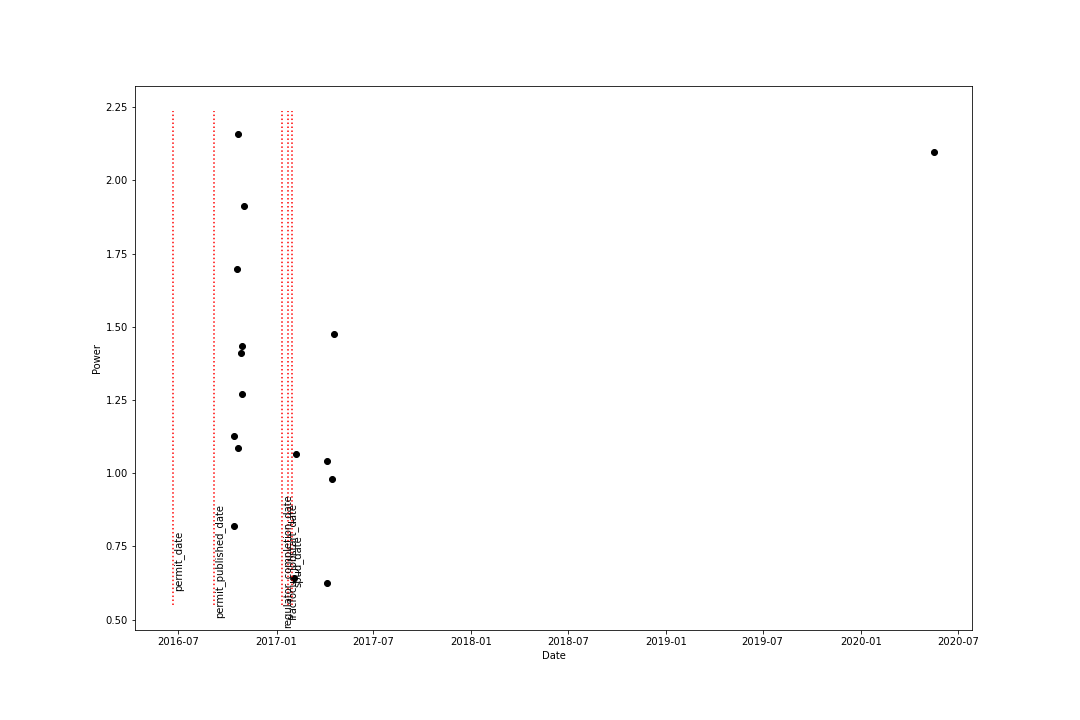 2.25
2.00
1.75
1.50
1.25
1.00
0.75
0.50
Power
permit_date
permit_published_date
regulator_completion_date
spud_date
2016-07
2017-01
2017-07
2018-01
2018-07
2019-01
2019-07
2020-01
2020-07
Date